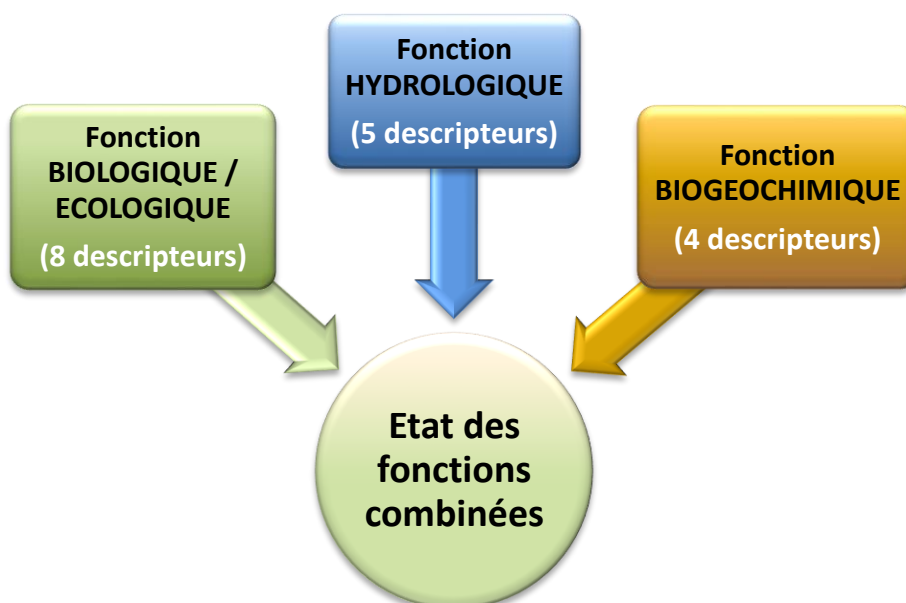 Fonction
BIOLOGIQUE /
ECOLOGIQUE
(8 descripteurs)
Fonction
HYDROLOGIQUE
(5 descripteurs)
Fonction
BIOGEOCHIMIQUE
(4 descripteurs)
Etat des
fonctions
combinées